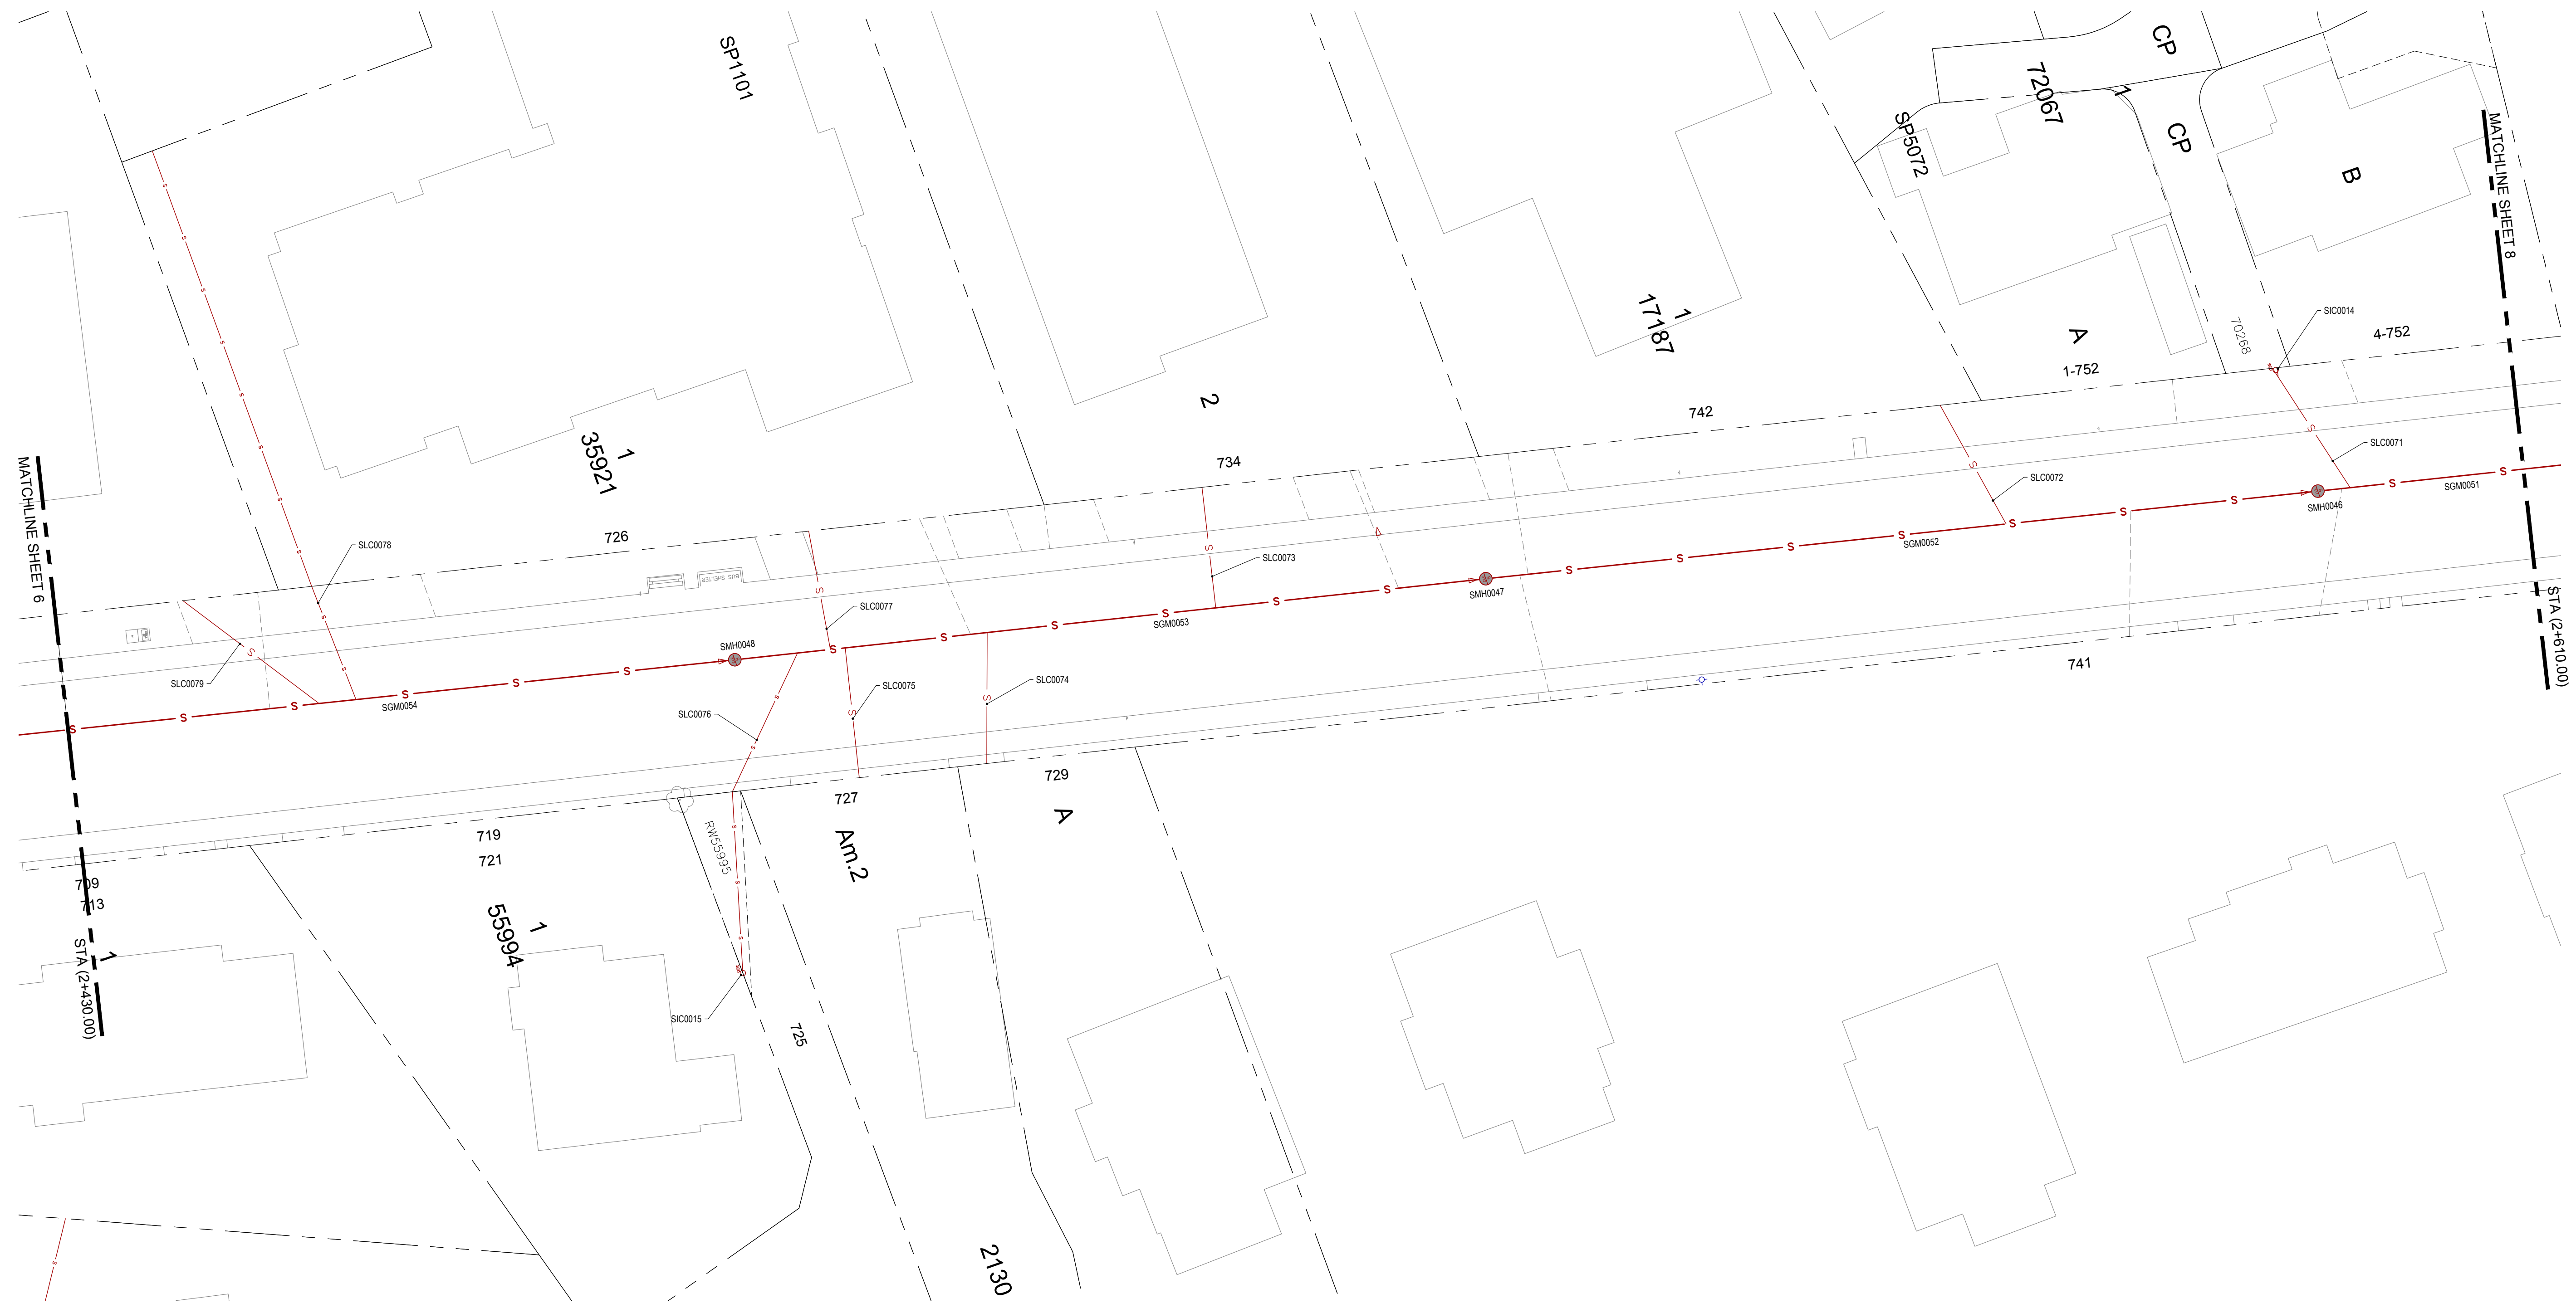 SP1101
CP
72067
1
CP
SP5072
B
MATCHLINE SHEET 8
1
17187
A
70268
SIC0014
4-752
1-752
2
742
1
35921
734
SLC0071
SLC0072
SGM0051
SMH0046
SGM0052
MATCHLINE SHEET 6
726
SLC0078
BUS SHELTER
SLC0073
SMH0047
STA (2+610.00)
SLC0077
SGM0053
SMH0048
SLC0079
SLC0075
SLC0074
741
SGM0054
SLC0076
729
727
719
721
A
RW55995
Am.2
709
713
1
55994
1
STA (2+430.00)
SIC0015
725
2130
S S S S S S S S S S S S S S S S S S S S S S S